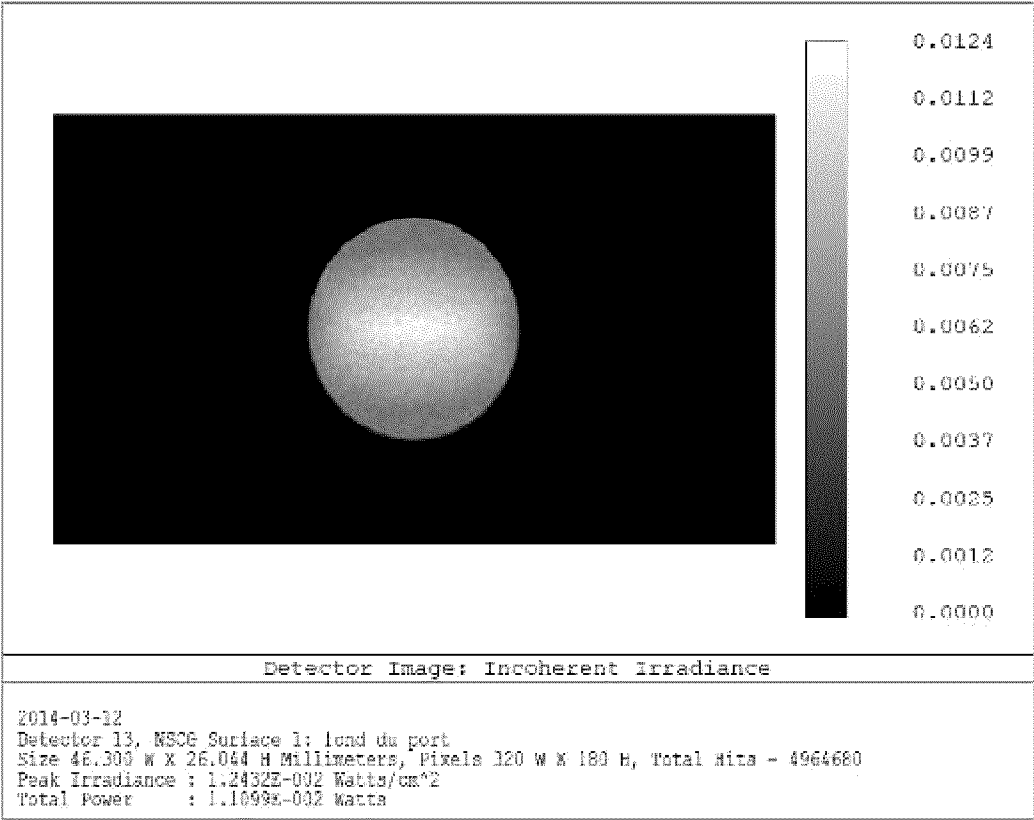 0.0124
0.0112
0.0099
0.0087
0.0075
0.0062
0.0050
0.0037
0.0025
0.0012
0.0000
Detector Image: Incoherent Irradiance
2014-03-12
Detector 13, NSCG Surface 1: fond du port
Size 46.300 W X 26.044 H Millimeters, Pixels 320 W X 180 H, Total Hits = 4964680
Peak Irradiance : 1.2432E-002 Watts/cm^2
Total Power : 1.1099E-002 Watts